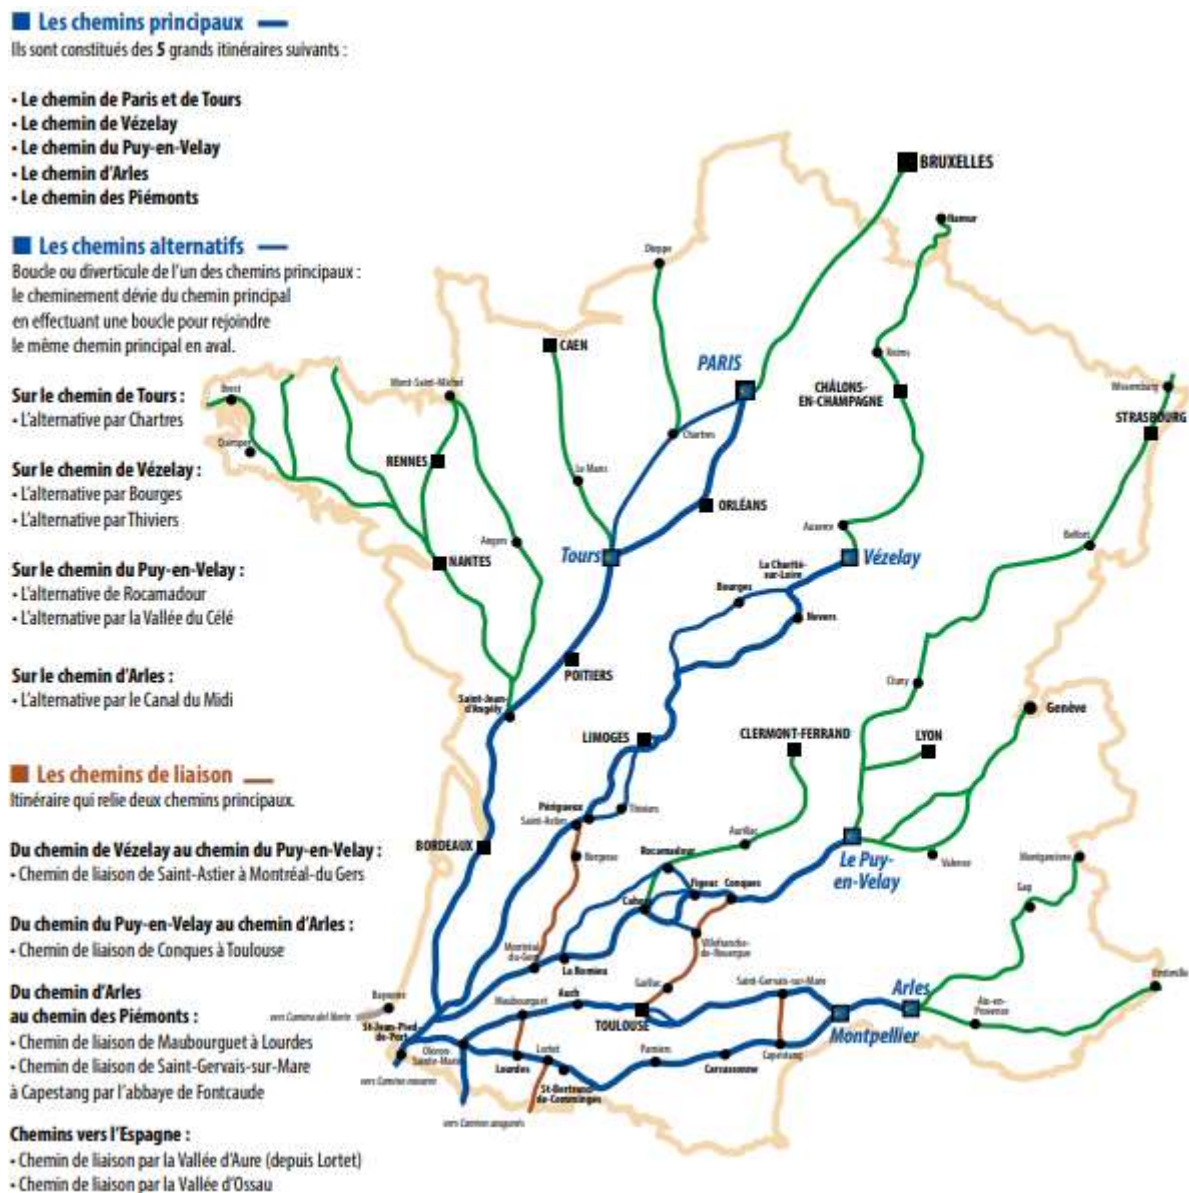 Les chemins principaux
Ils sont constitués des 5 grands itinéraires suivants :
• Le chemin de Paris et de Tours
• Le chemin de Vézelay
• Le chemin du Puy-en-Velay
• Le chemin d'Arles
• Le chemin des Piémonts
Les chemins alternatifs
Boucle ou diverticule de l'un des chemins principaux :
le cheminement dévie du chemin principal
en effectuant une boucle pour rejoindre
le même chemin principal en aval.
Sur le chemin de Tours :
• L'alternative par Chartres
Sur le chemin de Vézelay :
• L'alternative par Bourges
• L'alternative par Thiviers
Sur le chemin du Puy-en-Velay :
• L'alternative de Rocamadour
• L'alternative par la Vallée du Célé
Sur le chemin d'Arles :
• L'alternative par le Canal du Midi
Les chemins de liaison
Itinéraire qui relie deux chemins principaux.
Du chemin de Vézelay au chemin du Puy-en-Velay :
• Chemin de liaison de Saint-Astier à Montréal-du Gers
Du chemin du Puy-en-Velay au chemin d'Arles :
• Chemin de liaison de Conques à Toulouse
Du chemin d'Arles
au chemin des Piémonts :
• Chemin de liaison de Maubourguet à Lourdes
• Chemin de liaison de Saint-Gervais-sur-Mare
à Capestang par l'abbaye de Fontcaude
Chemins vers l'Espagne :
• Chemin de liaison par la Vallée d'Aure (depuis Lortet)
• Chemin de liaison par la Vallée d'Ossau
BRUXELLES
Namur
Dieppe
CAEN
PARIS
Reims
CHÂLONS-
EN-CHAMPAGNE
Wissembourg
STRASBOURG
Brest
Mont-Saint-Michel
Quimper
Chartres
RENNES
Le Mans
ORLÉANS
Auxerre
Belfort
Angers
NANTES
Tours
Vézelay
La Charité-
sur-Loire
Bourges
Nevers
POITIERS
Cluny
Saint-Jean-
d'Angély
Genève
LIMOGES
CLERMONT-FERRAND
LYON
Périgueux
Saint-Astier
Thiviers
BORDEAUX
Bergerac
Aurillac
Rocamadour
Le Puy-
en-Velay
Valence
Montgenèvre
Gap
Figeac
Conques
Cahors
Villefranche-
de-Rouergue
Montréal-
du-Gers
La Romieu
Gaillac
Saint-Gervais-sur-Mare
Arles
Menton
Bayonne
Maubourguet
Auch
TOULOUSE
Aix-en-
Provence
Montpellier
vers Camino del Norte
St-Jean-Pied-
de-Port
Oloron
Sainte-Marie
Lortet
Lourdes
Pamiers
Carcassonne
Capestang
St-Bertrand-
de-Comminges
vers Camino navarro
vers Camino aragonés